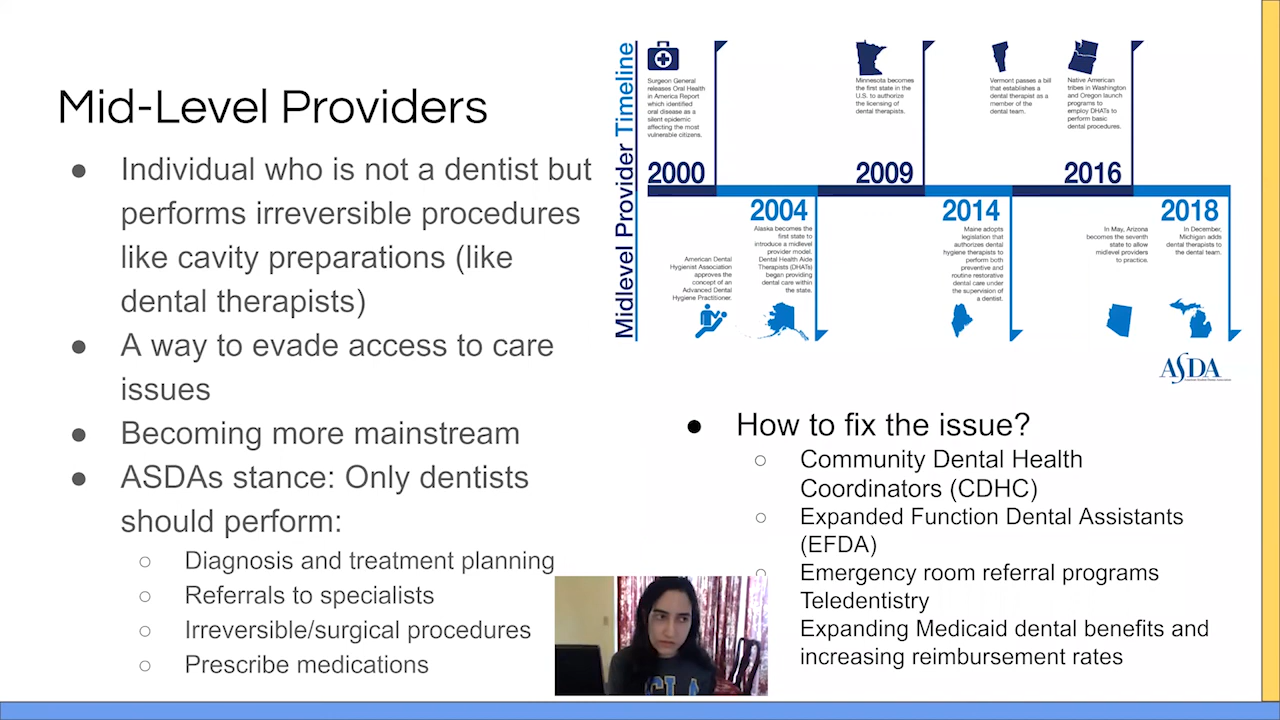 Mid-Level Providers
● Individual who is not a dentist but
performs irreversible procedures
like cavity preparations (like
dental therapists)
● A way to evade access to care
issues
● Becoming more mainstream
● ASDAs stance: Only dentists
should perform:
○ Diagnosis and treatment planning
○ Referrals to specialists
○ Irreversible/surgical procedures
○ Prescribe medications
Midlevel Provider Timeline
Surgeon General
releases Oral Health
in America Report
which identified
oral disease as a
silent epidemic
affecting the most
vulnerable citizens.
2000
American Dental
Hygienist Association
approves the
concept of an
Advanced Dental
Hygiene Practitioner.
2004
Alaska becomes the
first state to
introduce a midlevel
provider model.
Dental Health Aide
Therapists (DHATs)
began providing
dental care within
the state.
Minnesota becomes
the first state in the
U.S. to authorize
the licensing of
dental therapists.
2009
2014
Maine adopts
legislation that
authorizes dental
hygiene therapists to
perform both
preventive and
routine restorative
dental care under
the supervision of
a dentist.
Vermont passes a bill
that establishes a
dental therapist as a
member of the
dental team.
Native American
tribes in Washington
and Oregon launch
programs to
employ DHATs to
perform basic
dental procedures.
2016
2018
In May, Arizona
becomes the seventh
state to allow
midlevel providers
to practice.
In December,
Michigan adds
dental therapists to
the dental team.
ASDA
● How to fix the issue?
○ Community Dental Health
Coordinators (CDHC)
○ Expanded Function Dental Assistants
(EFDA)
○ Emergency room referral programs
Teledentistry
Expanding Medicaid dental benefits and
increasing reimbursement rates